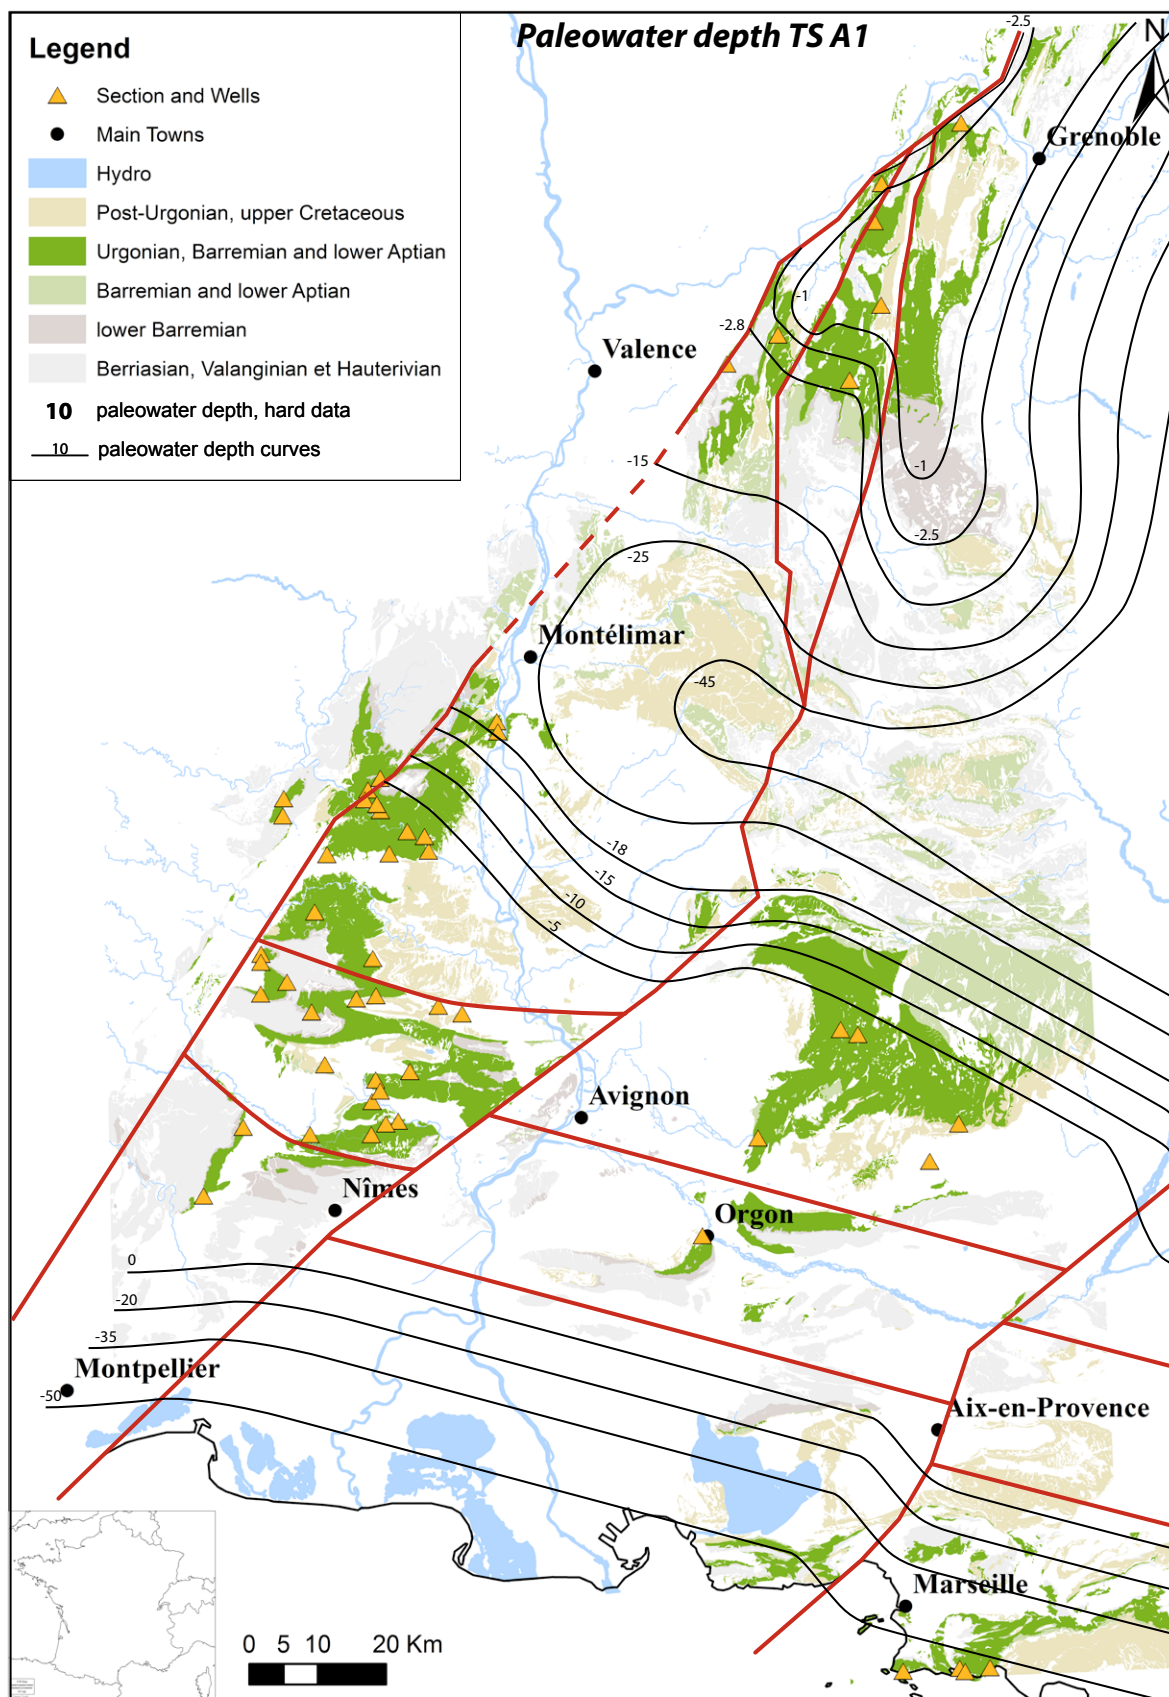 Paleowater depth TS A1
Legend
Section and Wells
Main Towns
Hydro
Post-Urgonian, upper Cretaceous
Urgonian, Barremian and lower Aptian
Barremian and lower Aptian
lower Barremian
Berriasian, Valanginian et Hauterivian
10 paleowater depth, hard data
10 paleowater depth curves
-2.5
N
Grenoble
-1
-2.8
Valence
-15
-1
-2.5
-25
Montélimar
-45
-18
-15
-10
-5
Avignon
Nîmes
Orgon
0
-20
-35
Montpellier
-50
Aix-en-Provence
Marseille
0 5 10 20 Km